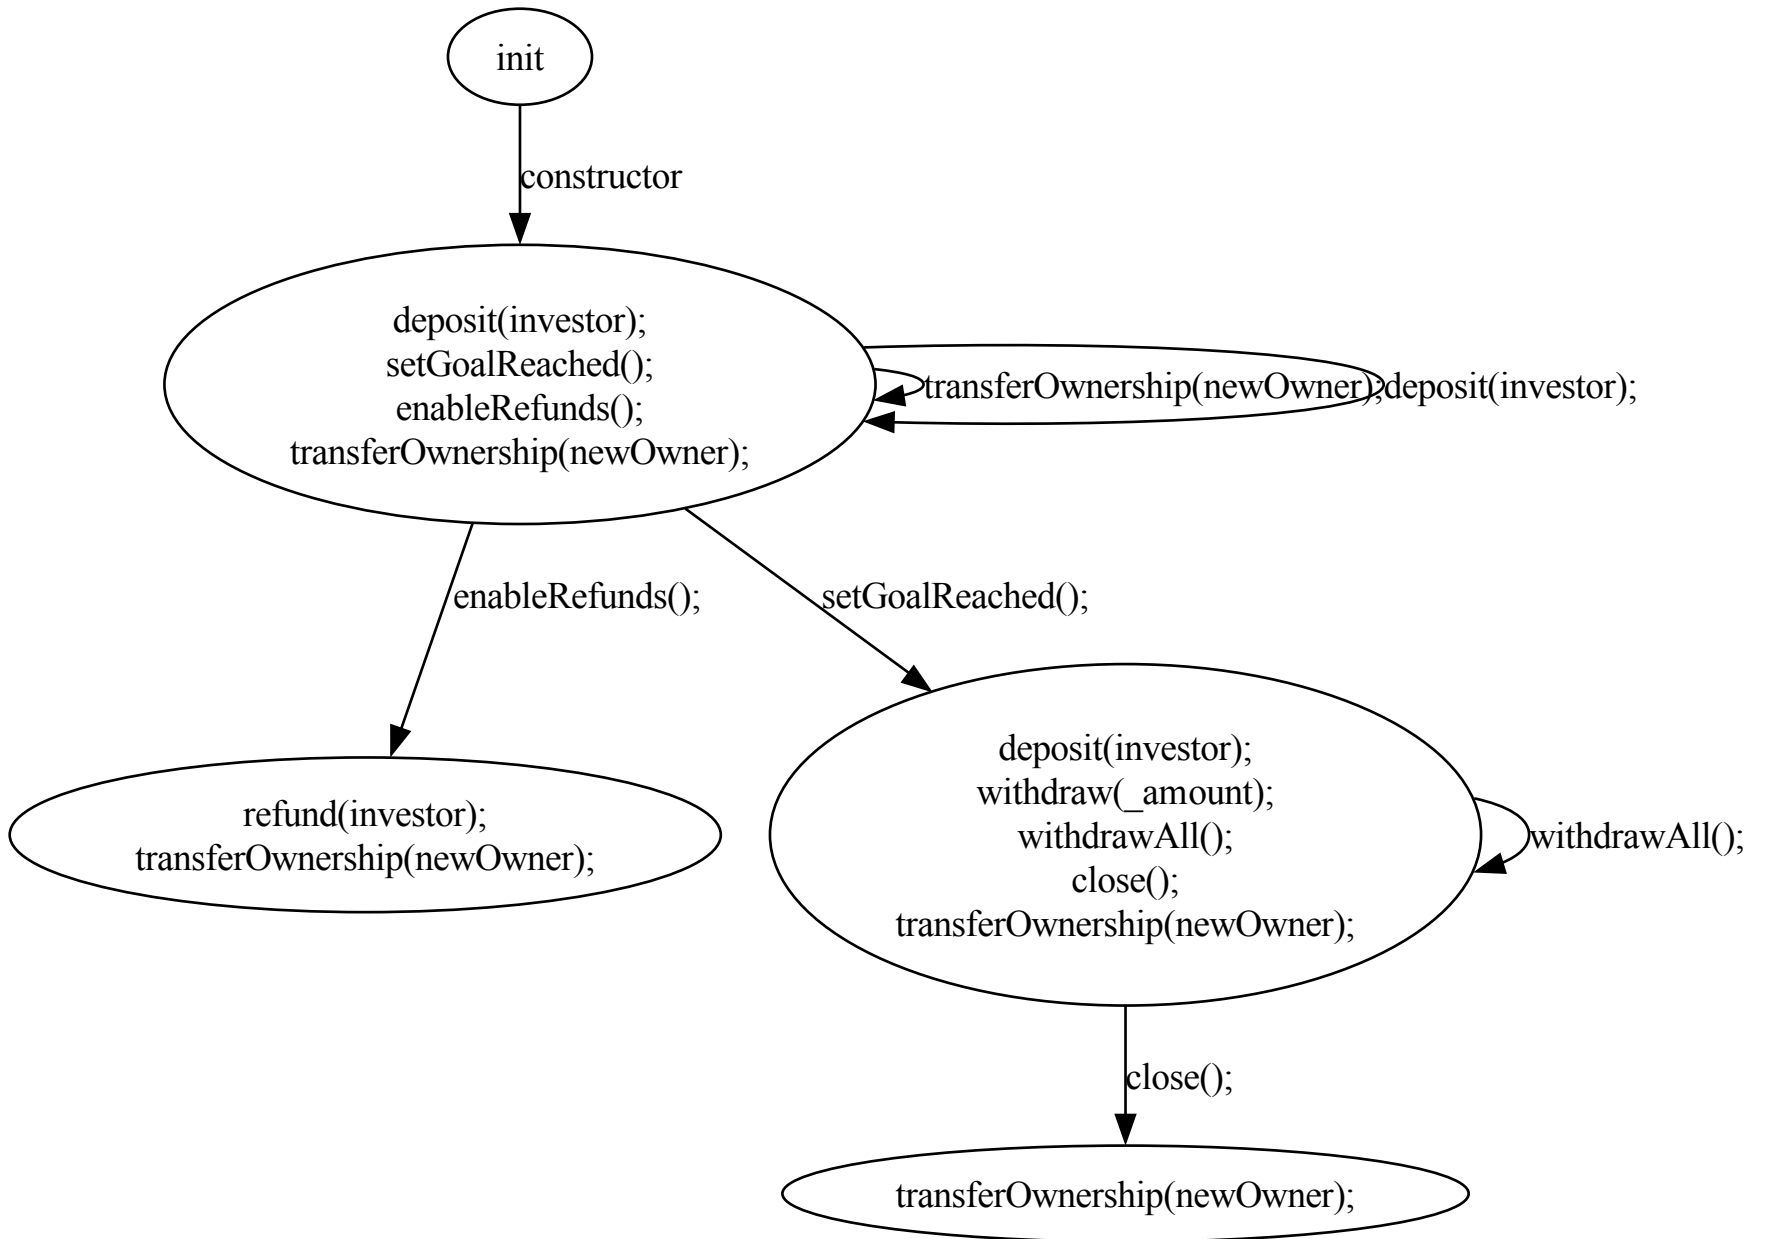 init
constructor
deposit(investor);
setGoalReached();
enableRefunds();
transferOwnership(newOwner);
transferOwnership(newOwner);
deposit(investor);
enableRefunds();
setGoalReached();
refund(investor);
transferOwnership(newOwner);
deposit(investor);
withdraw(_amount);
withdrawAll();
close();
transferOwnership(newOwner);
withdrawAll();
close();
transferOwnership(newOwner);